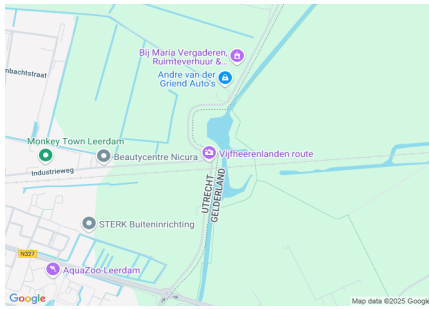 Bij Maria Vergaderen,
Ruimteverhuur &...
Andre van der
Griend Auto's
mbachtstraat
Monkey Town Leerdam
Beautycentre Nicura
Vijfheerenlanden route
Industrieweg
UTRECHT
GELDERLAND
STERK Buiteninrichting
N327
AquaZoo-Leerdam
Google
Map data ©2025 Google